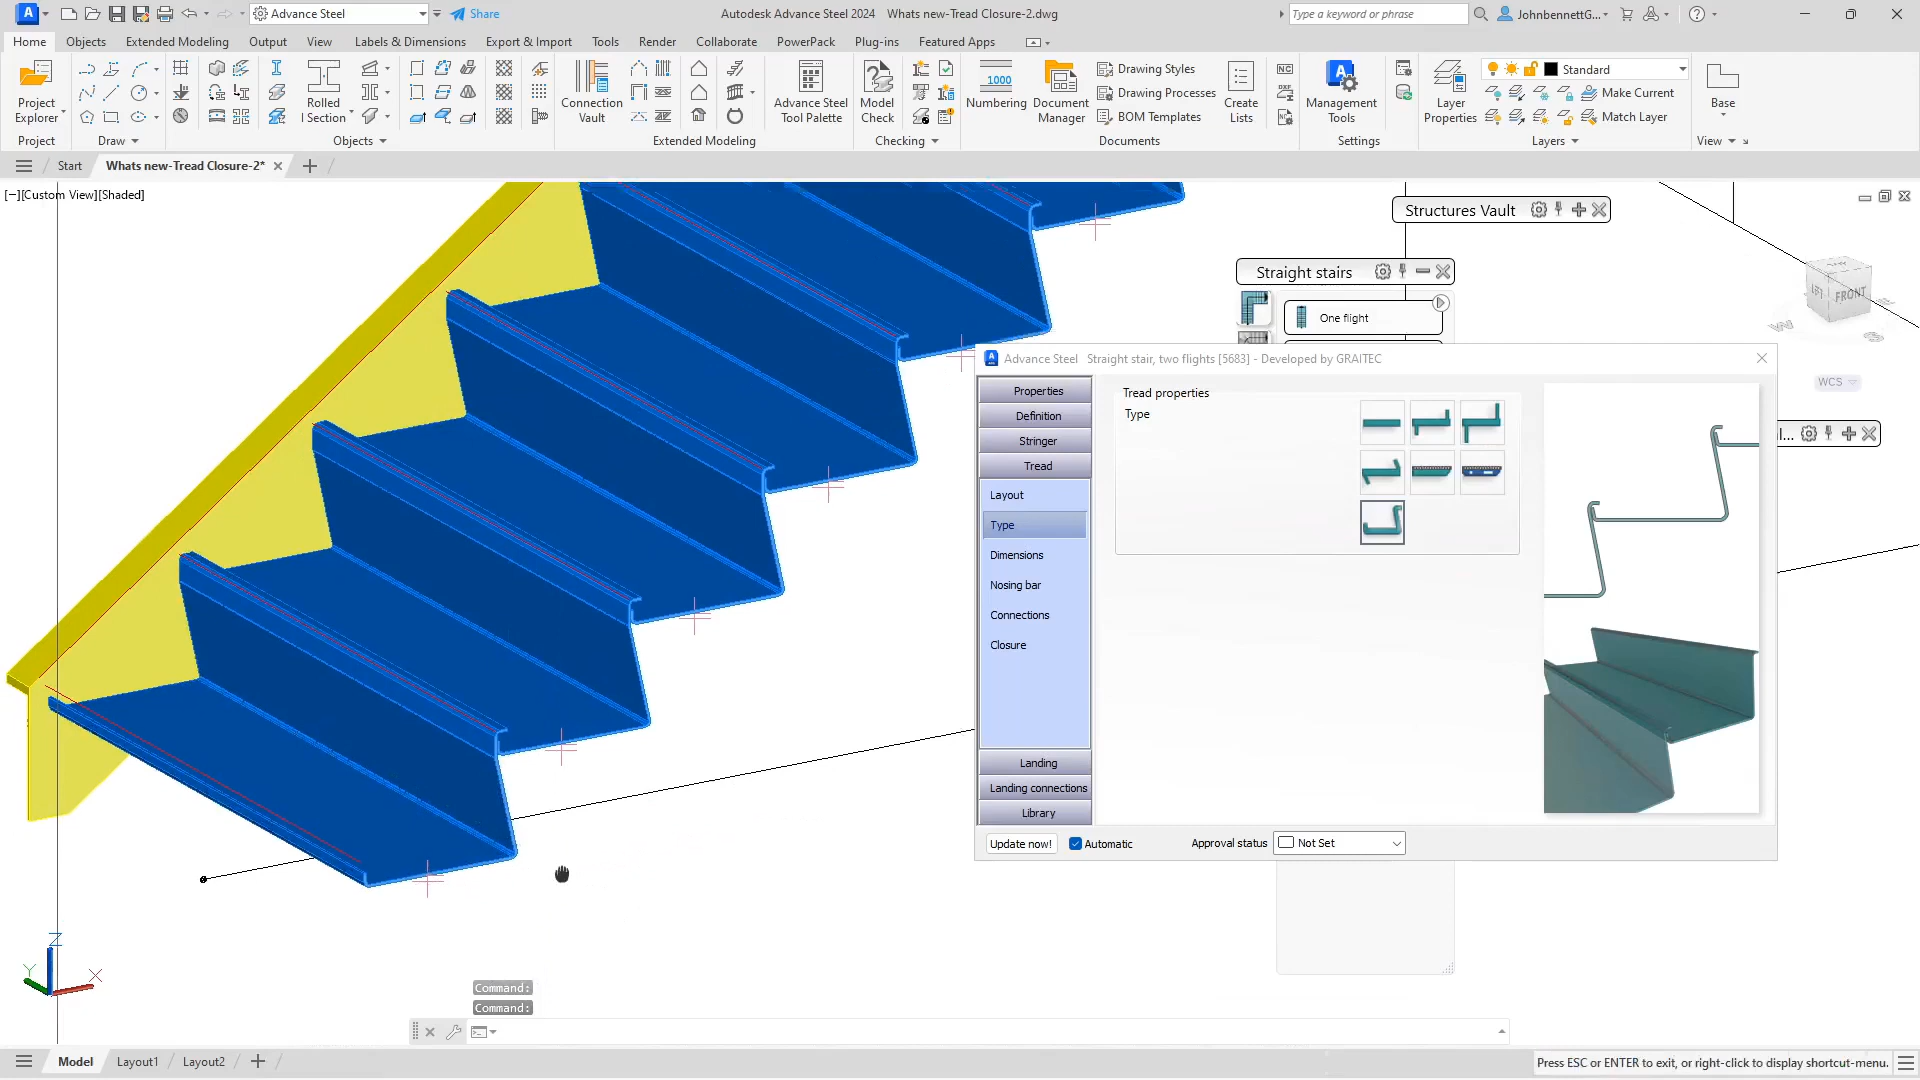 Advance Steel
Share
Autodesk Advance Steel 2024 Whats new-Tread Closure-2.dwg
Type a keyword or phrase
JohnbennettG...
Home Objects Extended Modeling Output View Labels & Dimensions Export & Import Tools Render Collaborate PowerPack Plug-ins Featured Apps
Project Explorer
Rolled I Section
Connection Vault
Advance Steel Tool Palette
Model Check
1000
Numbering
Document Manager
Drawing Styles
Drawing Processes
BOM Templates
Create Lists
NC
DXF
Management Tools
Layer Properties
Standard
Make Current
Match Layer
Base
Project Draw Objects Extended Modeling Checking Documents Settings Layers View
Start Whats new-Tread Closure-2*
[−][Custom View][Shaded]
Structures Vault
Straight stairs
One flight
FRONT
WCS
l...
Advance Steel Straight stair, two flights [5683] - Developed by GRAITEC
Properties
Definition
Stringer
Tread
Layout
Type
Dimensions
Nosing bar
Connections
Closure
Landing
Landing connections
Library
Tread properties
Type
Update now! Automatic Approval status Not Set
Z
Y
X
Command:
Command:
Model Layout1 Layout2
Press ESC or ENTER to exit, or right-click to display shortcut-menu.